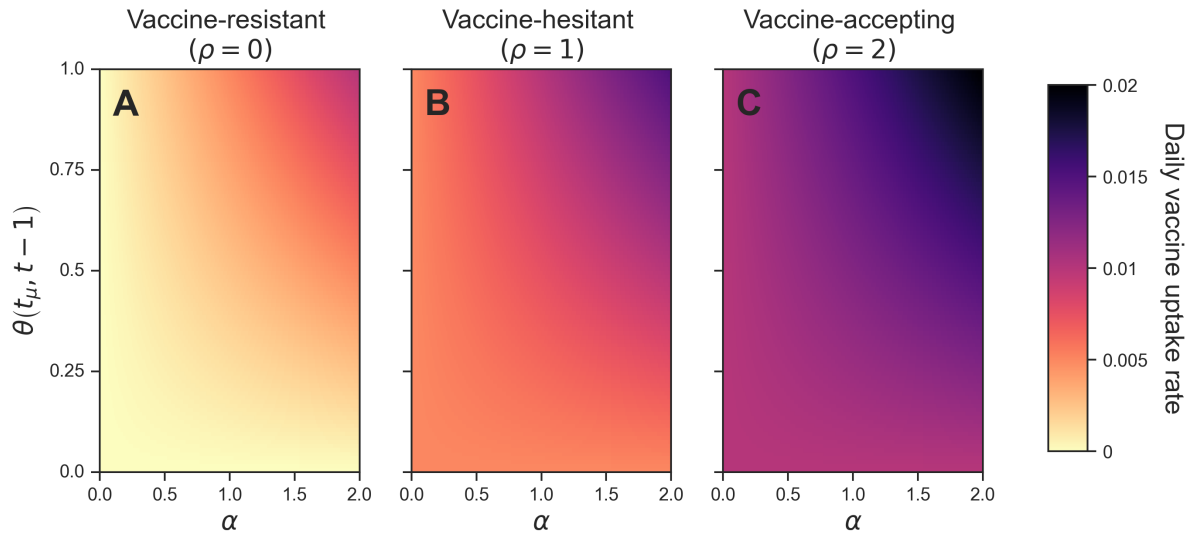 Vaccine-resistant
(ρ = 0)
Vaccine-hesitant
(ρ = 1)
Vaccine-accepting
(ρ = 2)
A
B
C
1.0
0.75
0.5
0.25
0.0
θ(tμ, t − 1)
0.0 0.5 1.0 1.5 2.0
0.0 0.5 1.0 1.5 2.0
0.0 0.5 1.0 1.5 2.0
α
α
α
0.02
0.015
0.01
0.005
0
Daily vaccine uptake rate